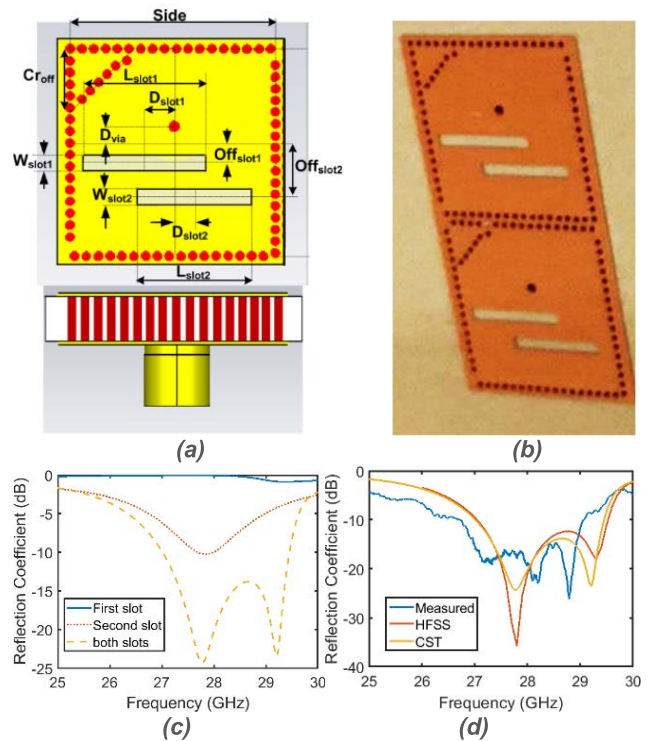 Side
Cr_off
L_slot1
D_slot1
D_via
W_slot1
Off_slot1
Off_slot2
W_slot2
D_slot2
L_slot2
(a)
(b)
0
-5
-10
-15
-20
-25
25 26 27 28 29 30
Reflection Coefficient (dB)
Frequency (GHz)
First slot
Second slot
both slots
(c)
0
-10
-20
-30
-40
25 26 27 28 29 30
Reflection Coefficient (dB)
Frequency (GHz)
Measured
HFSS
CST
(d)